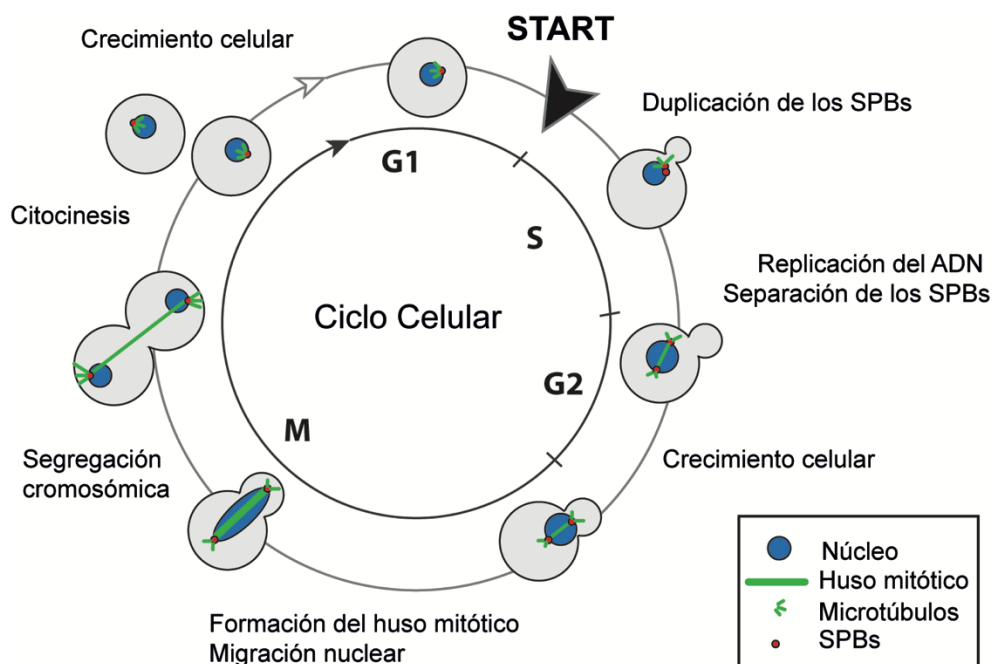 START
Crecimiento celular
Duplicación de los SPBs
G1
Citocinesis
S
Replicación del ADN
Separación de los SPBs
Ciclo Celular
G2
M
Segregación
cromosómica
Crecimiento celular
Núcleo
Huso mitótico
Microtúbulos
SPBs
Formación del huso mitótico
Migración nuclear